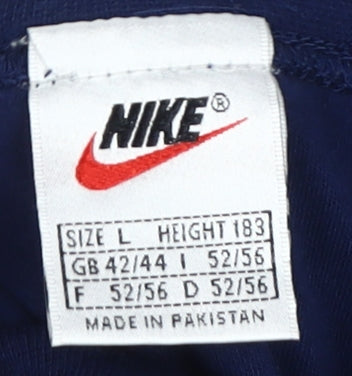 NIKE®
SIZE L HEIGHT 183
GB 42/44 I 52/56
F 52/56 D 52/56
MADE IN PAKISTAN